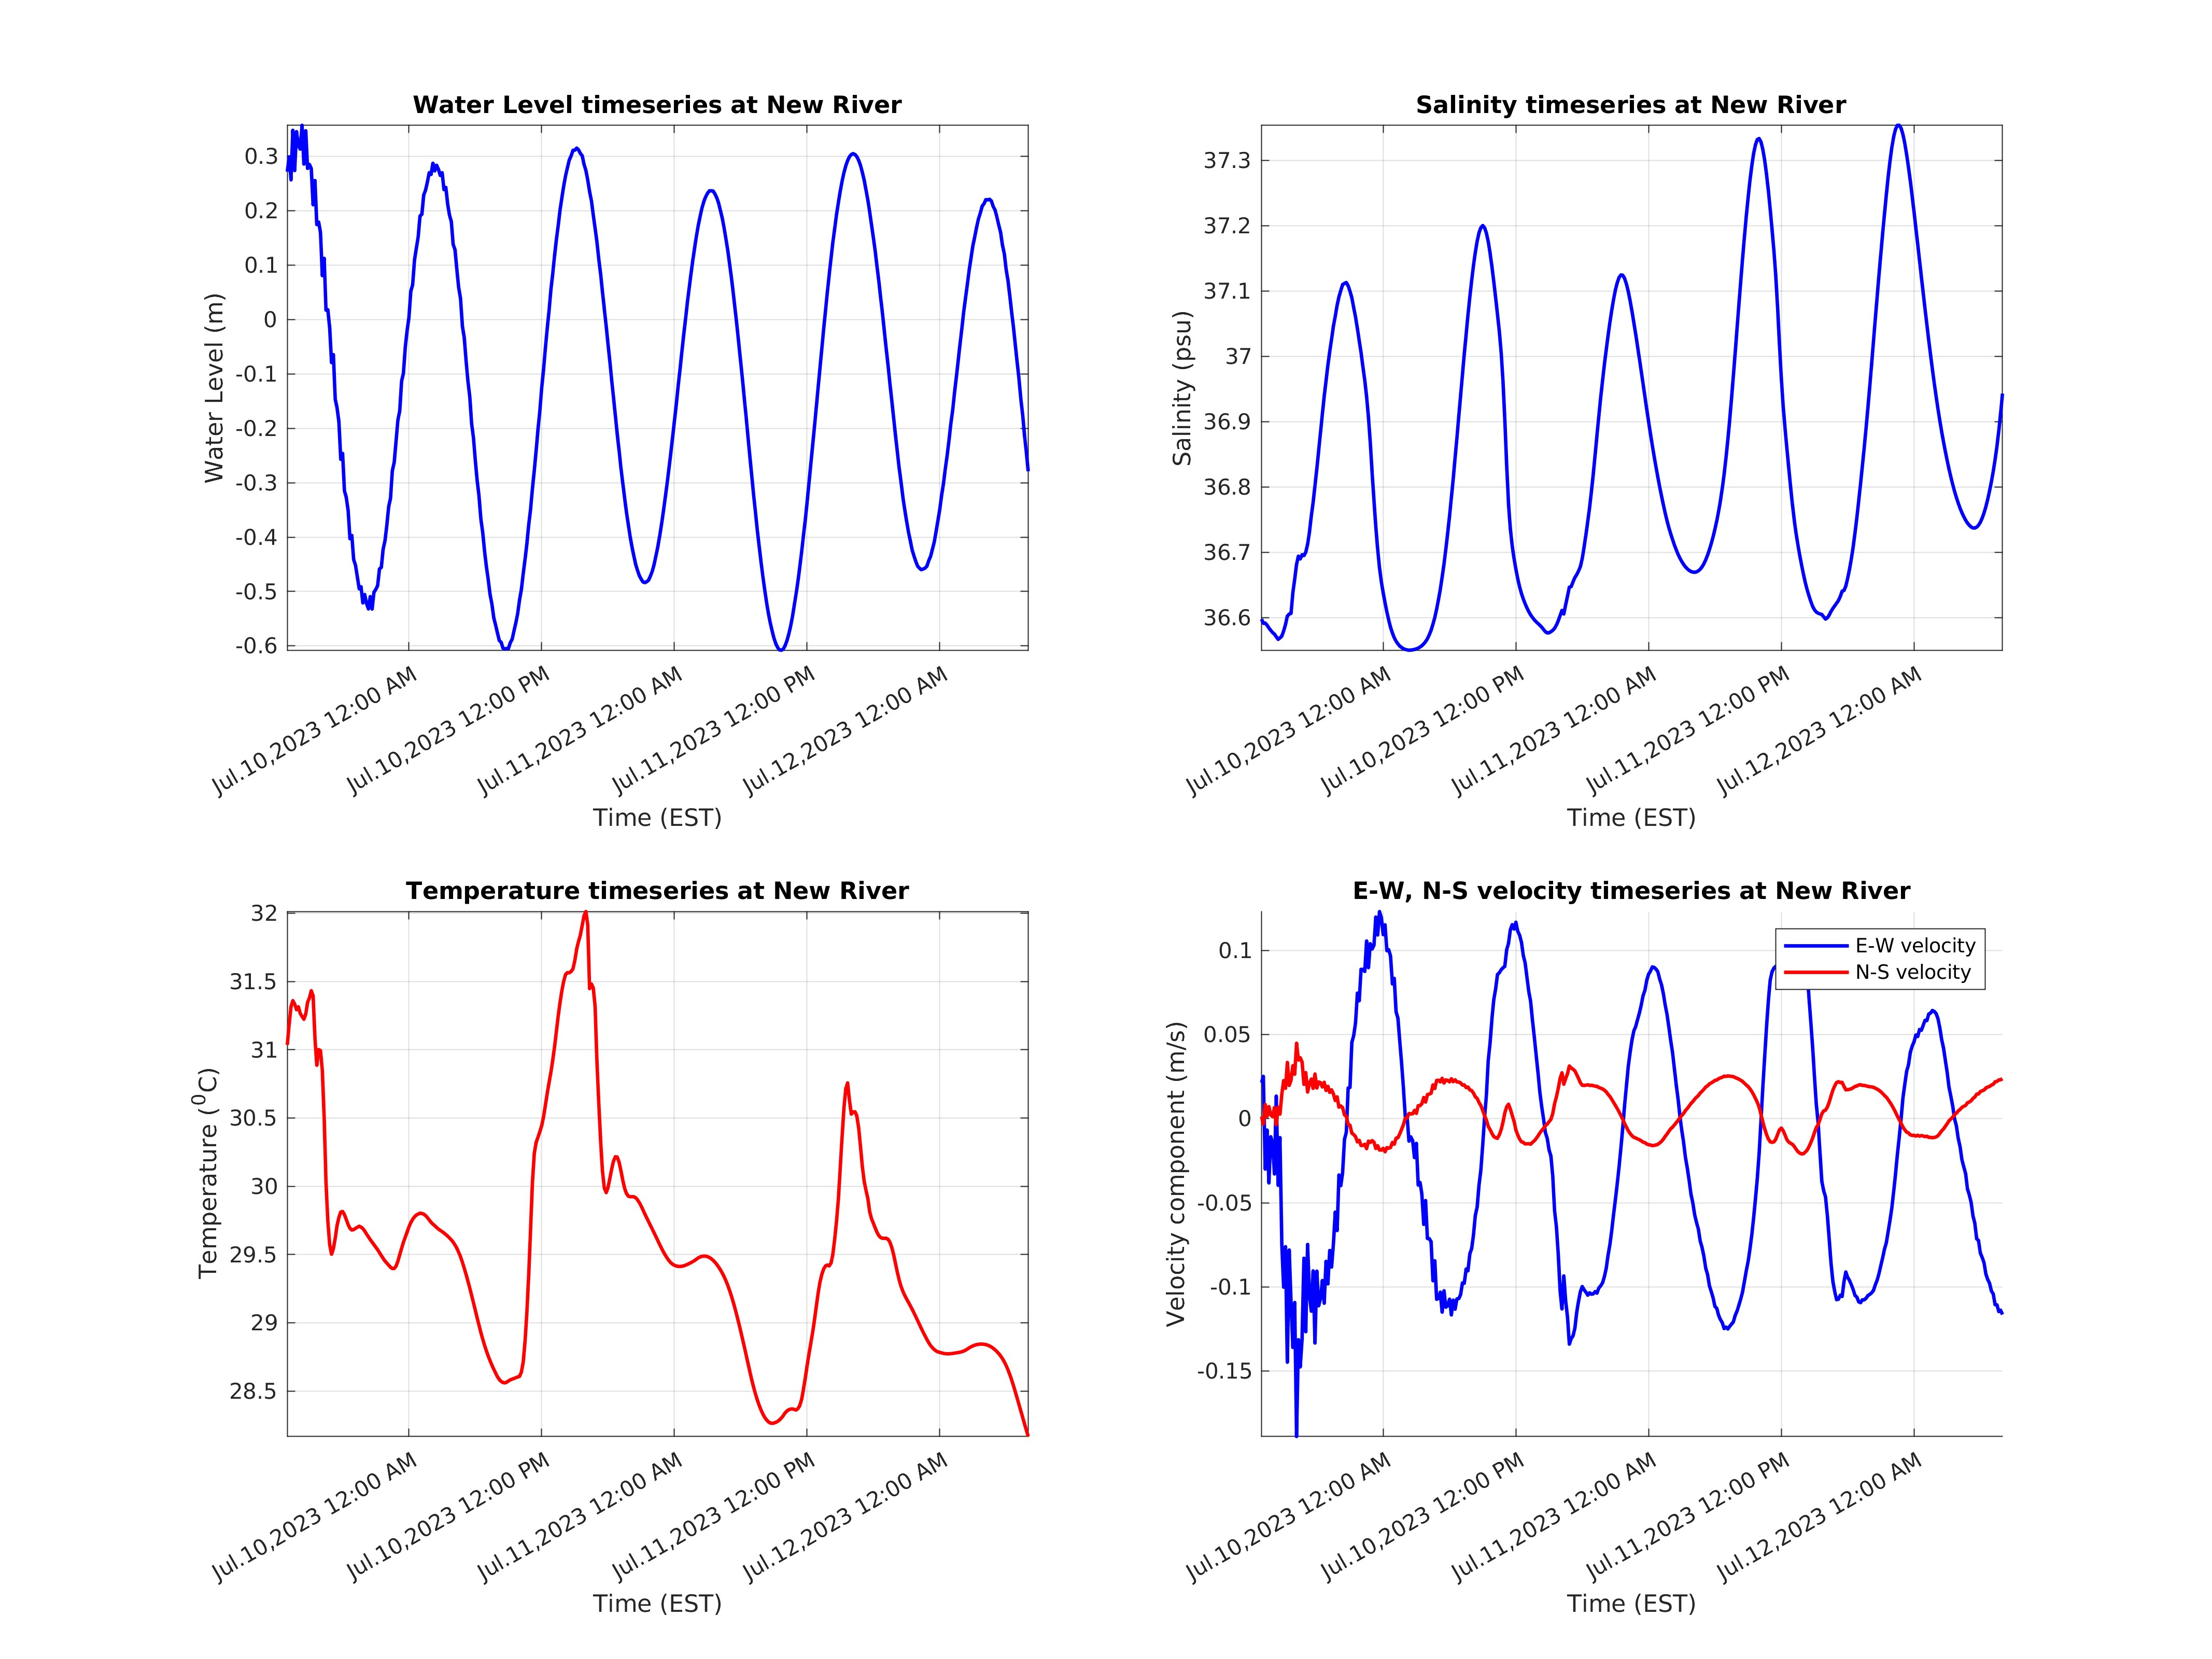 Water Level timeseries at New River
Water Level (m)
0.3
0.2
0.1
0
-0.1
-0.2
-0.3
-0.4
-0.5
-0.6
Jul.10,2023 12:00 AM
Jul.10,2023 12:00 PM
Jul.11,2023 12:00 AM
Jul.11,2023 12:00 PM
Jul.12,2023 12:00 AM
Time (EST)
Salinity timeseries at New River
Salinity (psu)
37.3
37.2
37.1
37
36.9
36.8
36.7
36.6
Jul.10,2023 12:00 AM
Jul.10,2023 12:00 PM
Jul.11,2023 12:00 AM
Jul.11,2023 12:00 PM
Jul.12,2023 12:00 AM
Time (EST)
Temperature timeseries at New River
Temperature (⁰C)
32
31.5
31
30.5
30
29.5
29
28.5
Jul.10,2023 12:00 AM
Jul.10,2023 12:00 PM
Jul.11,2023 12:00 AM
Jul.11,2023 12:00 PM
Jul.12,2023 12:00 AM
Time (EST)
E-W, N-S velocity timeseries at New River
Velocity component (m/s)
0.1
0.05
0
-0.05
-0.1
-0.15
E-W velocity
N-S velocity
Jul.10,2023 12:00 AM
Jul.10,2023 12:00 PM
Jul.11,2023 12:00 AM
Jul.11,2023 12:00 PM
Jul.12,2023 12:00 AM
Time (EST)